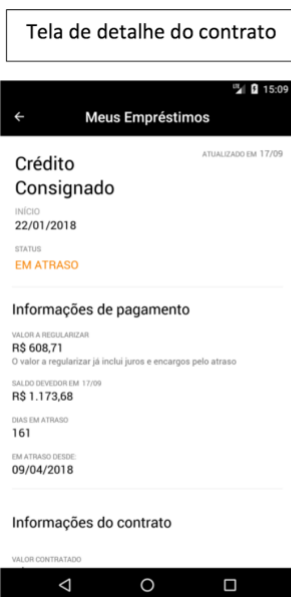 Tela de detalhe do contrato
15:09
Meus Empréstimos
ATUALIZADO EM 17/09
Crédito
Consignado
INÍCIO
22/01/2018
STATUS
EM ATRASO
Informações de pagamento
VALOR A REGULARIZAR
R$ 608,71
O valor a regularizar já inclui juros e encargos pelo atraso
SALDO DEVEDOR EM 17/09
R$ 1.173,68
DIAS EM ATRASO
161
EM ATRASO DESDE:
09/04/2018
Informações do contrato
VALOR CONTRATADO